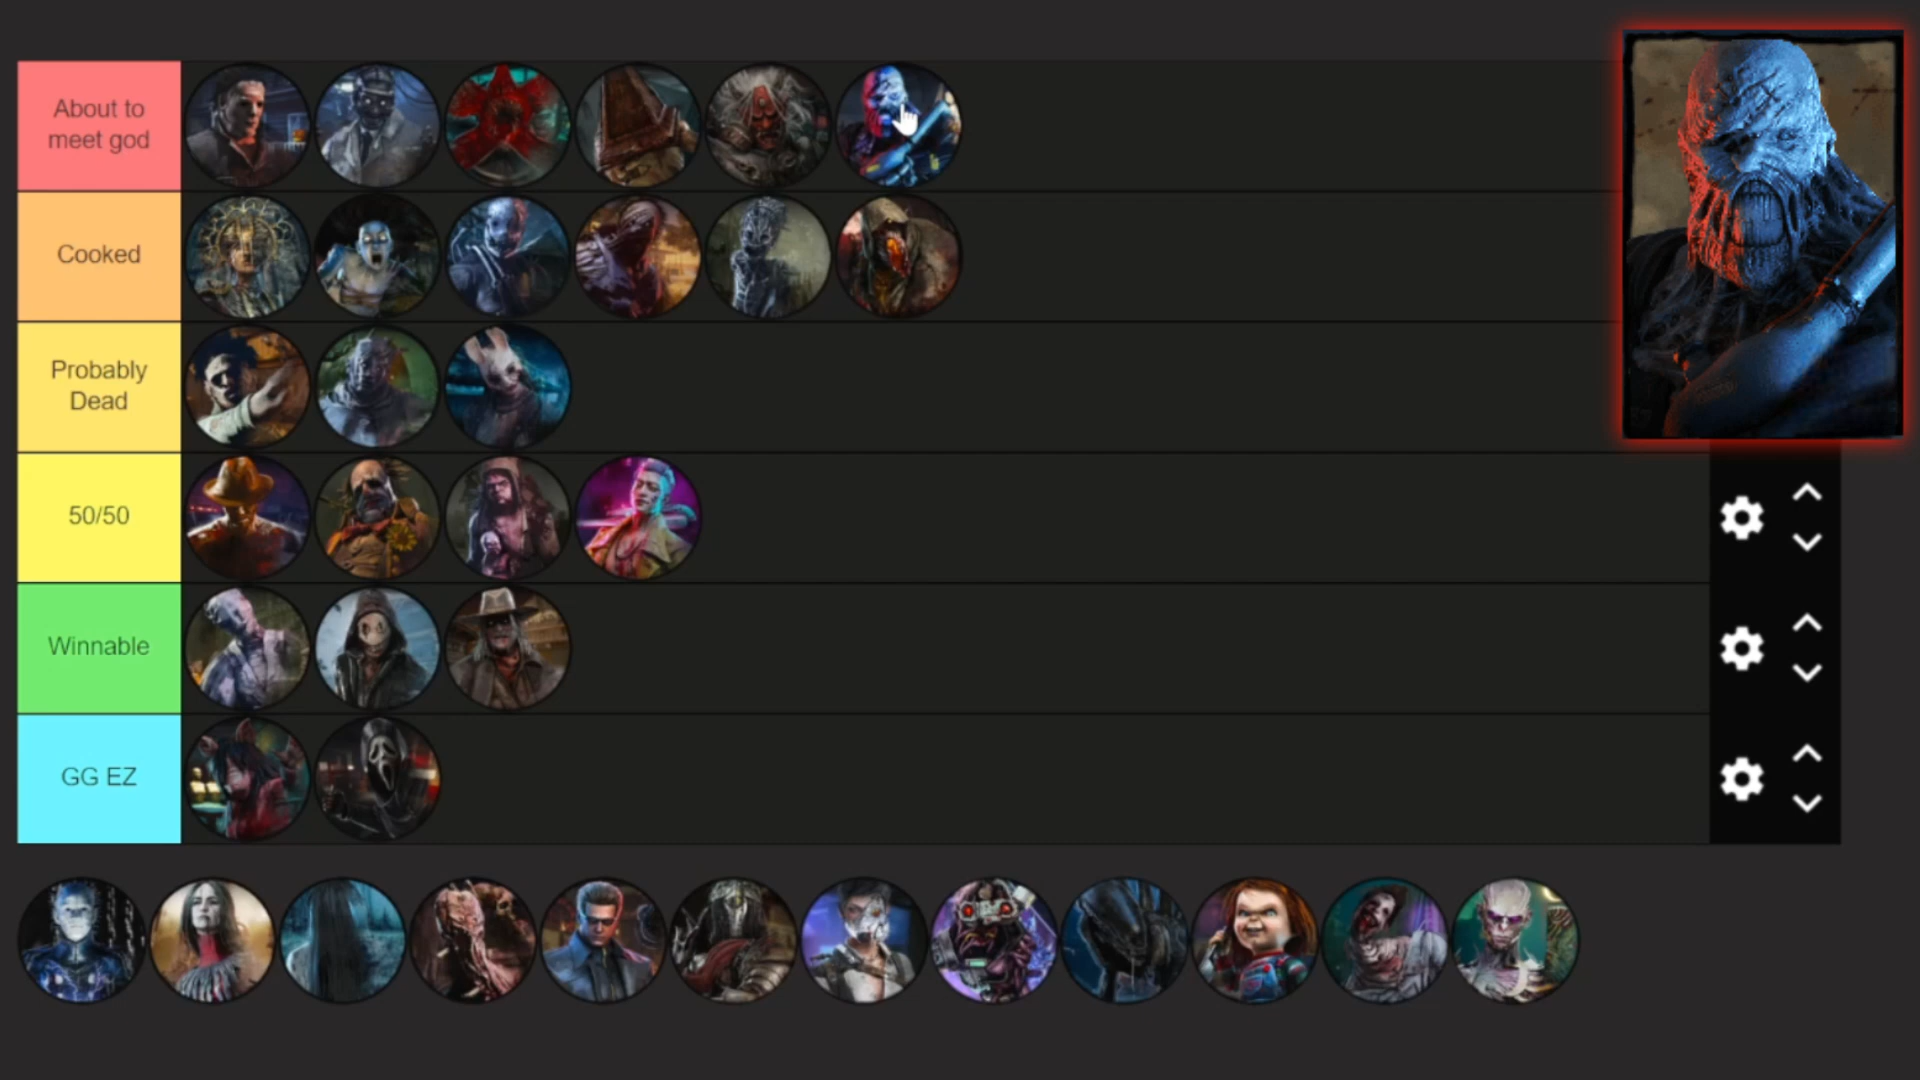 About to
meet god
Cooked
Probably
Dead
50/50
Winnable
GG EZ